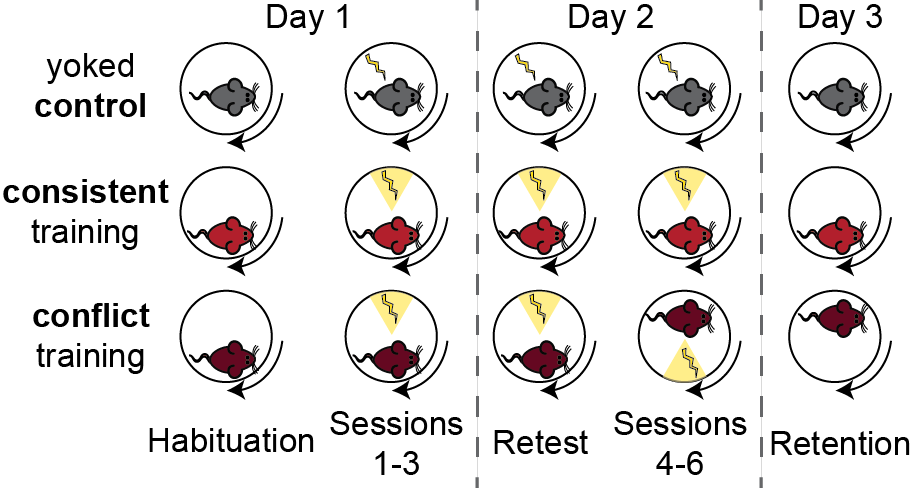 Day 1
Day 2
Day 3
yoked
control
consistent
training
conflict
training
Habituation
Sessions
1-3
Retest
Sessions
4-6
Retention